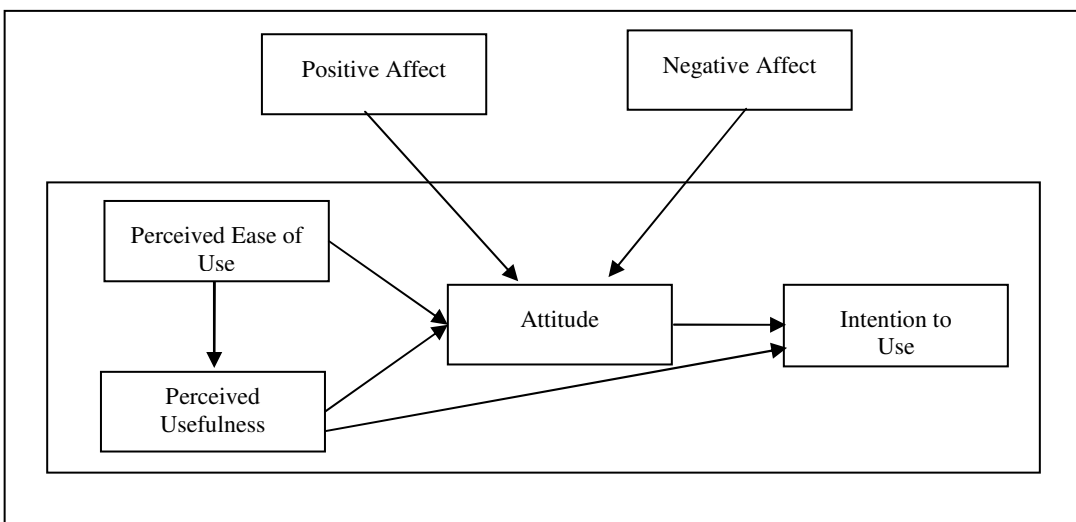 Positive Affect
Negative Affect
Perceived Ease of
Use
Attitude
Intention to
Use
Perceived
Usefulness